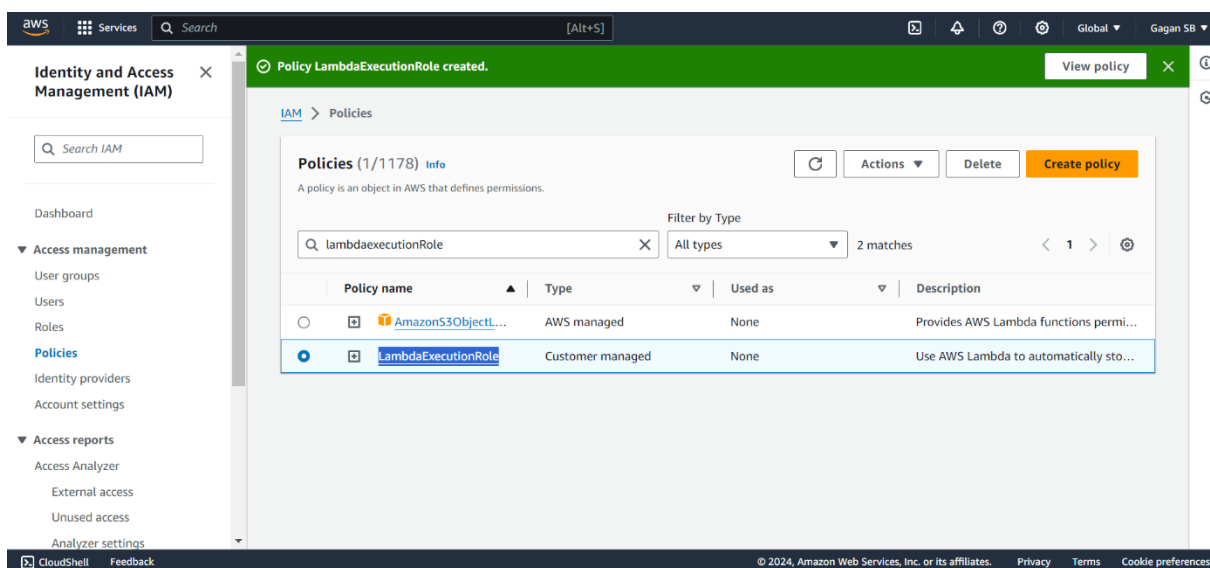 aws Services Search [Alt+S] Global Gagan SB
Identity and Access Management (IAM)
Search IAM
Dashboard
Access management
User groups
Users
Roles
Policies
Identity providers
Account settings
Access reports
Access Analyzer
External access
Unused access
Analyzer settings
Policy LambdaExecutionRole created. View policy
IAM > Policies
Policies (1/1178) Info
A policy is an object in AWS that defines permissions.
Actions Delete Create policy
Filter by Type
lambdaexecutionRole All types 2 matches 1
Policy name Type Used as Description
AmazonS3ObjectL... AWS managed None Provides AWS Lambda functions permi...
LambdaExecutionRole Customer managed None Use AWS Lambda to automatically sto...
CloudShell Feedback © 2024, Amazon Web Services, Inc. or its affiliates. Privacy Terms Cookie preferences